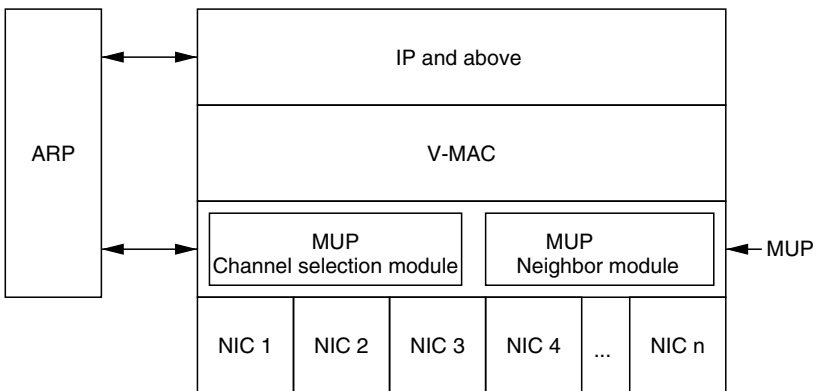 IP and above
ARP
V-MAC
MUP
Channel selection module
MUP
Neighbor module
MUP
NIC 1
NIC 2
NIC 3
NIC 4
...
NIC n